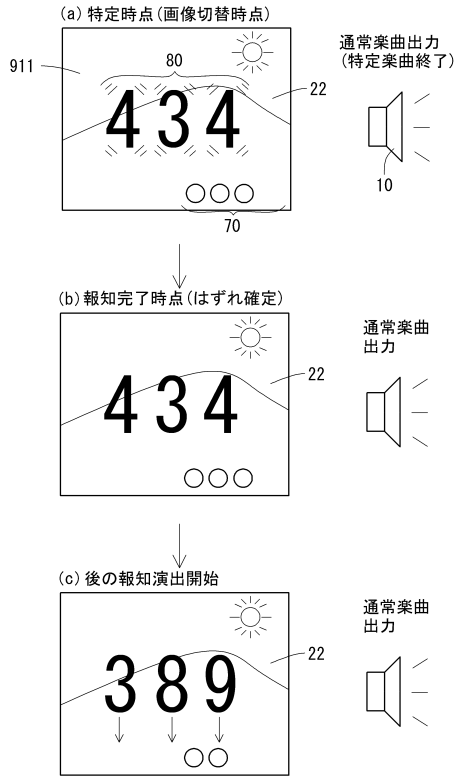 (a) 特定時点(画像切替時点)
通常楽曲出力
(特定楽曲終了)
911
80
22
434
10
70
(b) 報知完了時点(はずれ確定)
通常楽曲
出力
22
434
(c) 後の報知演出開始
通常楽曲
出力
22
389